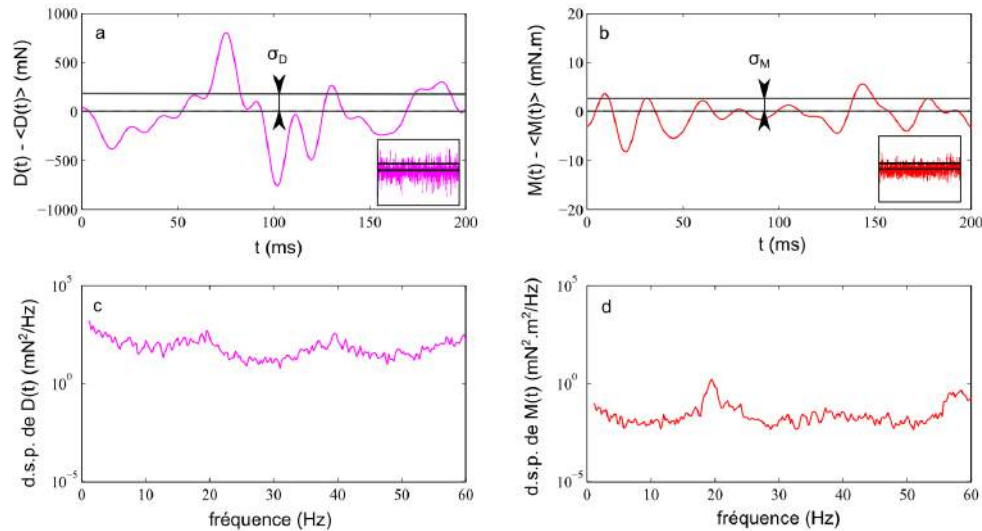 a
D(t) - <D(t)> (mN)
1000
500
0
−500
−1000
σD
0 50 100 150 200
t (ms)
b
M(t) - <M(t)> (mN.m)
20
10
0
−10
−20
σM
0 50 100 150 200
t (ms)
c
d.s.p. de D(t) (mN²/Hz)
10⁵
10⁰
10⁻⁵
0 10 20 30 40 50 60
fréquence (Hz)
d
d.s.p. de M(t) (mN².m²/Hz)
10⁵
10⁰
10⁻⁵
0 10 20 30 40 50 60
fréquence (Hz)